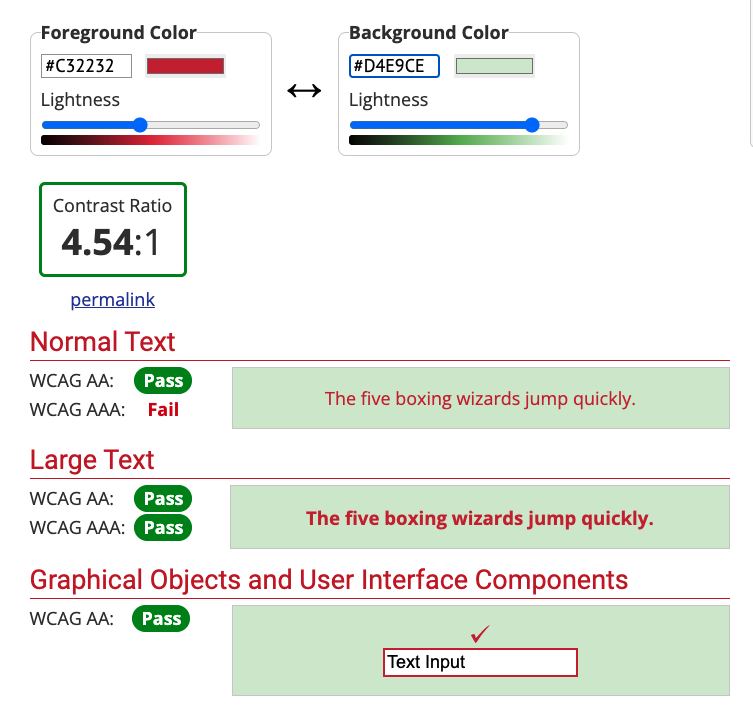 Foreground Color
#C32232
Lightness
Background Color
#D4E9CE
Lightness
Contrast Ratio
4.54:1
permalink
Normal Text
WCAG AA: Pass
WCAG AAA: Fail
The five boxing wizards jump quickly.
Large Text
WCAG AA: Pass
WCAG AAA: Pass
The five boxing wizards jump quickly.
Graphical Objects and User Interface Components
WCAG AA: Pass
✓
Text Input